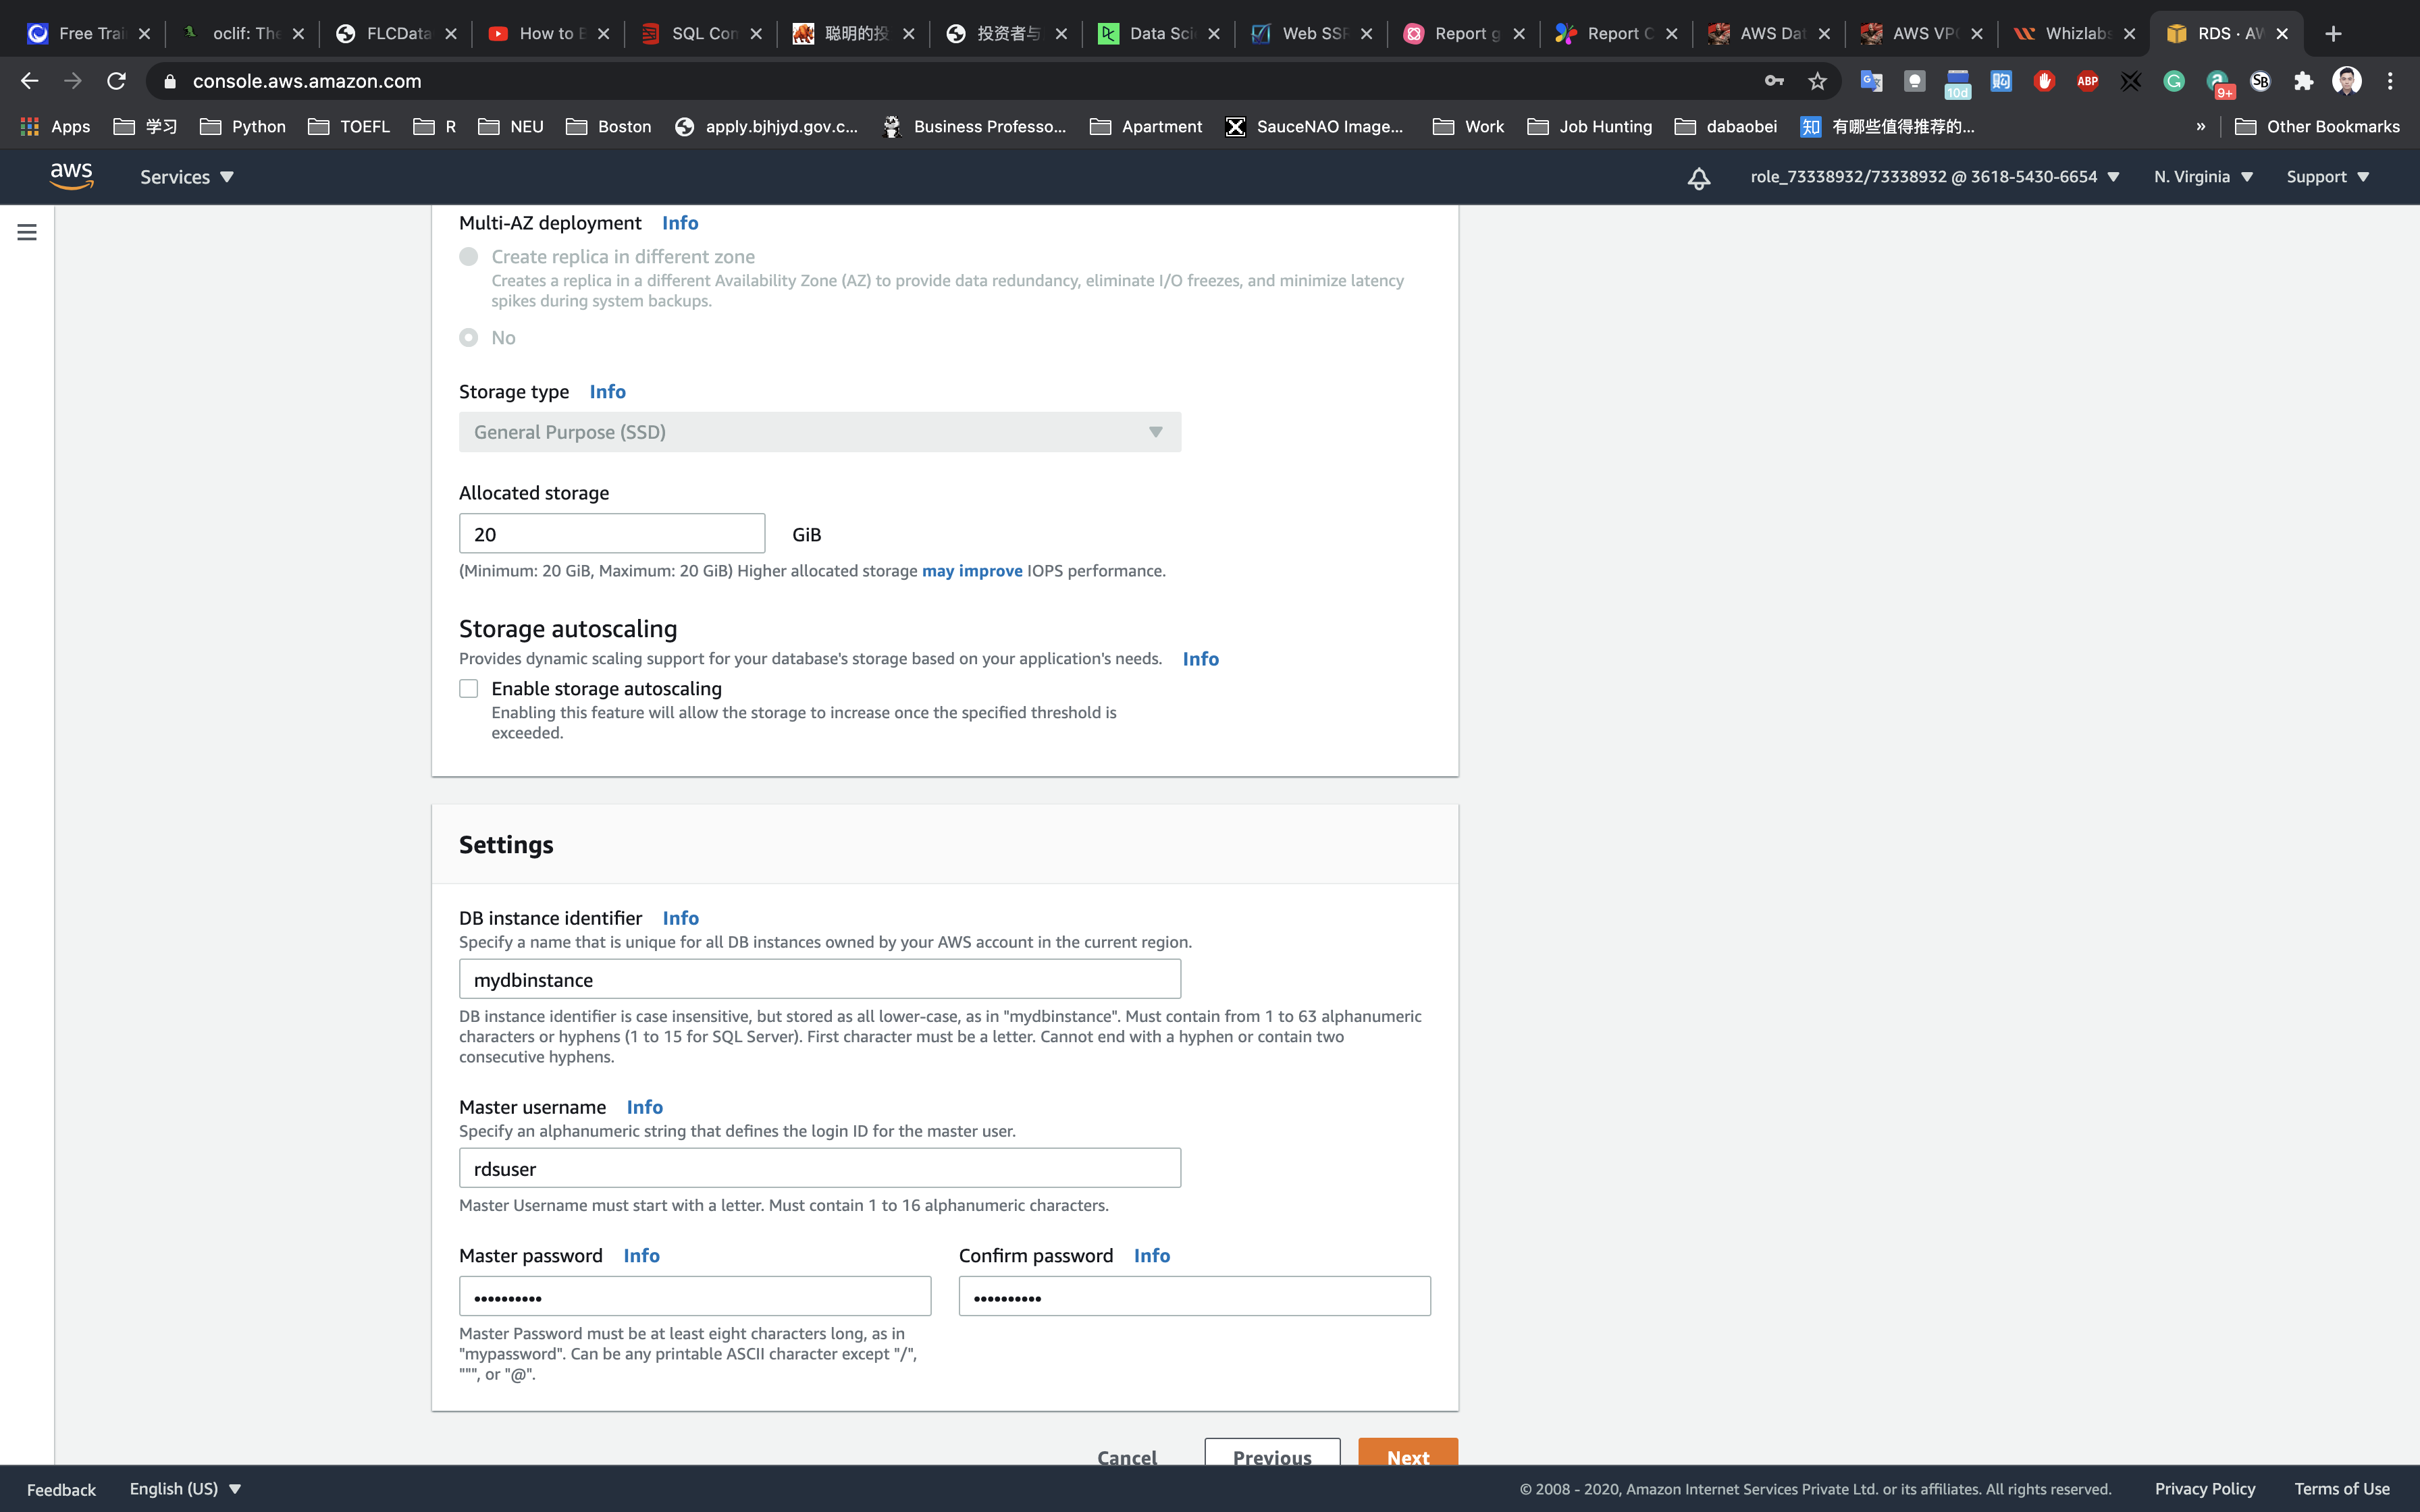 Free Trai
oclif: The
FLCData
How to E
SQL Con
聪明的投
投资者与
Data Sci
Web SSR
Report g
Report C
AWS Dat
AWS VPC
Whizlabs
RDS · AW
console.aws.amazon.com
10d
购
ABP
9+
SB
Apps
学习
Python
TOEFL
R
NEU
Boston
apply.bjhjyd.gov.c...
Business Professo...
Apartment
SauceNAO Image...
Work
Job Hunting
dabaobei
知 有哪些值得推荐的...
»
Other Bookmarks
aws
Services
role_73338932/73338932 @ 3618-5430-6654
N. Virginia
Support
Multi-AZ deployment Info
Create replica in different zone
Creates a replica in a different Availability Zone (AZ) to provide data redundancy, eliminate I/O freezes, and minimize latency
spikes during system backups.
No
Storage type Info
General Purpose (SSD)
Allocated storage
20 GiB
(Minimum: 20 GiB, Maximum: 20 GiB) Higher allocated storage may improve IOPS performance.
Storage autoscaling
Provides dynamic scaling support for your database's storage based on your application's needs. Info
Enable storage autoscaling
Enabling this feature will allow the storage to increase once the specified threshold is
exceeded.
Settings
DB instance identifier Info
Specify a name that is unique for all DB instances owned by your AWS account in the current region.
mydbinstance
DB instance identifier is case insensitive, but stored as all lower-case, as in "mydbinstance". Must contain from 1 to 63 alphanumeric
characters or hyphens (1 to 15 for SQL Server). First character must be a letter. Cannot end with a hyphen or contain two
consecutive hyphens.
Master username Info
Specify an alphanumeric string that defines the login ID for the master user.
rdsuser
Master Username must start with a letter. Must contain 1 to 16 alphanumeric characters.
Master password Info
Confirm password Info
••••••••••
••••••••••
Master Password must be at least eight characters long, as in
"mypassword". Can be any printable ASCII character except "/",
""", or "@".
Cancel
Previous
Next
Feedback
English (US)
© 2008 - 2020, Amazon Internet Services Private Ltd. or its affiliates. All rights reserved.
Privacy Policy
Terms of Use